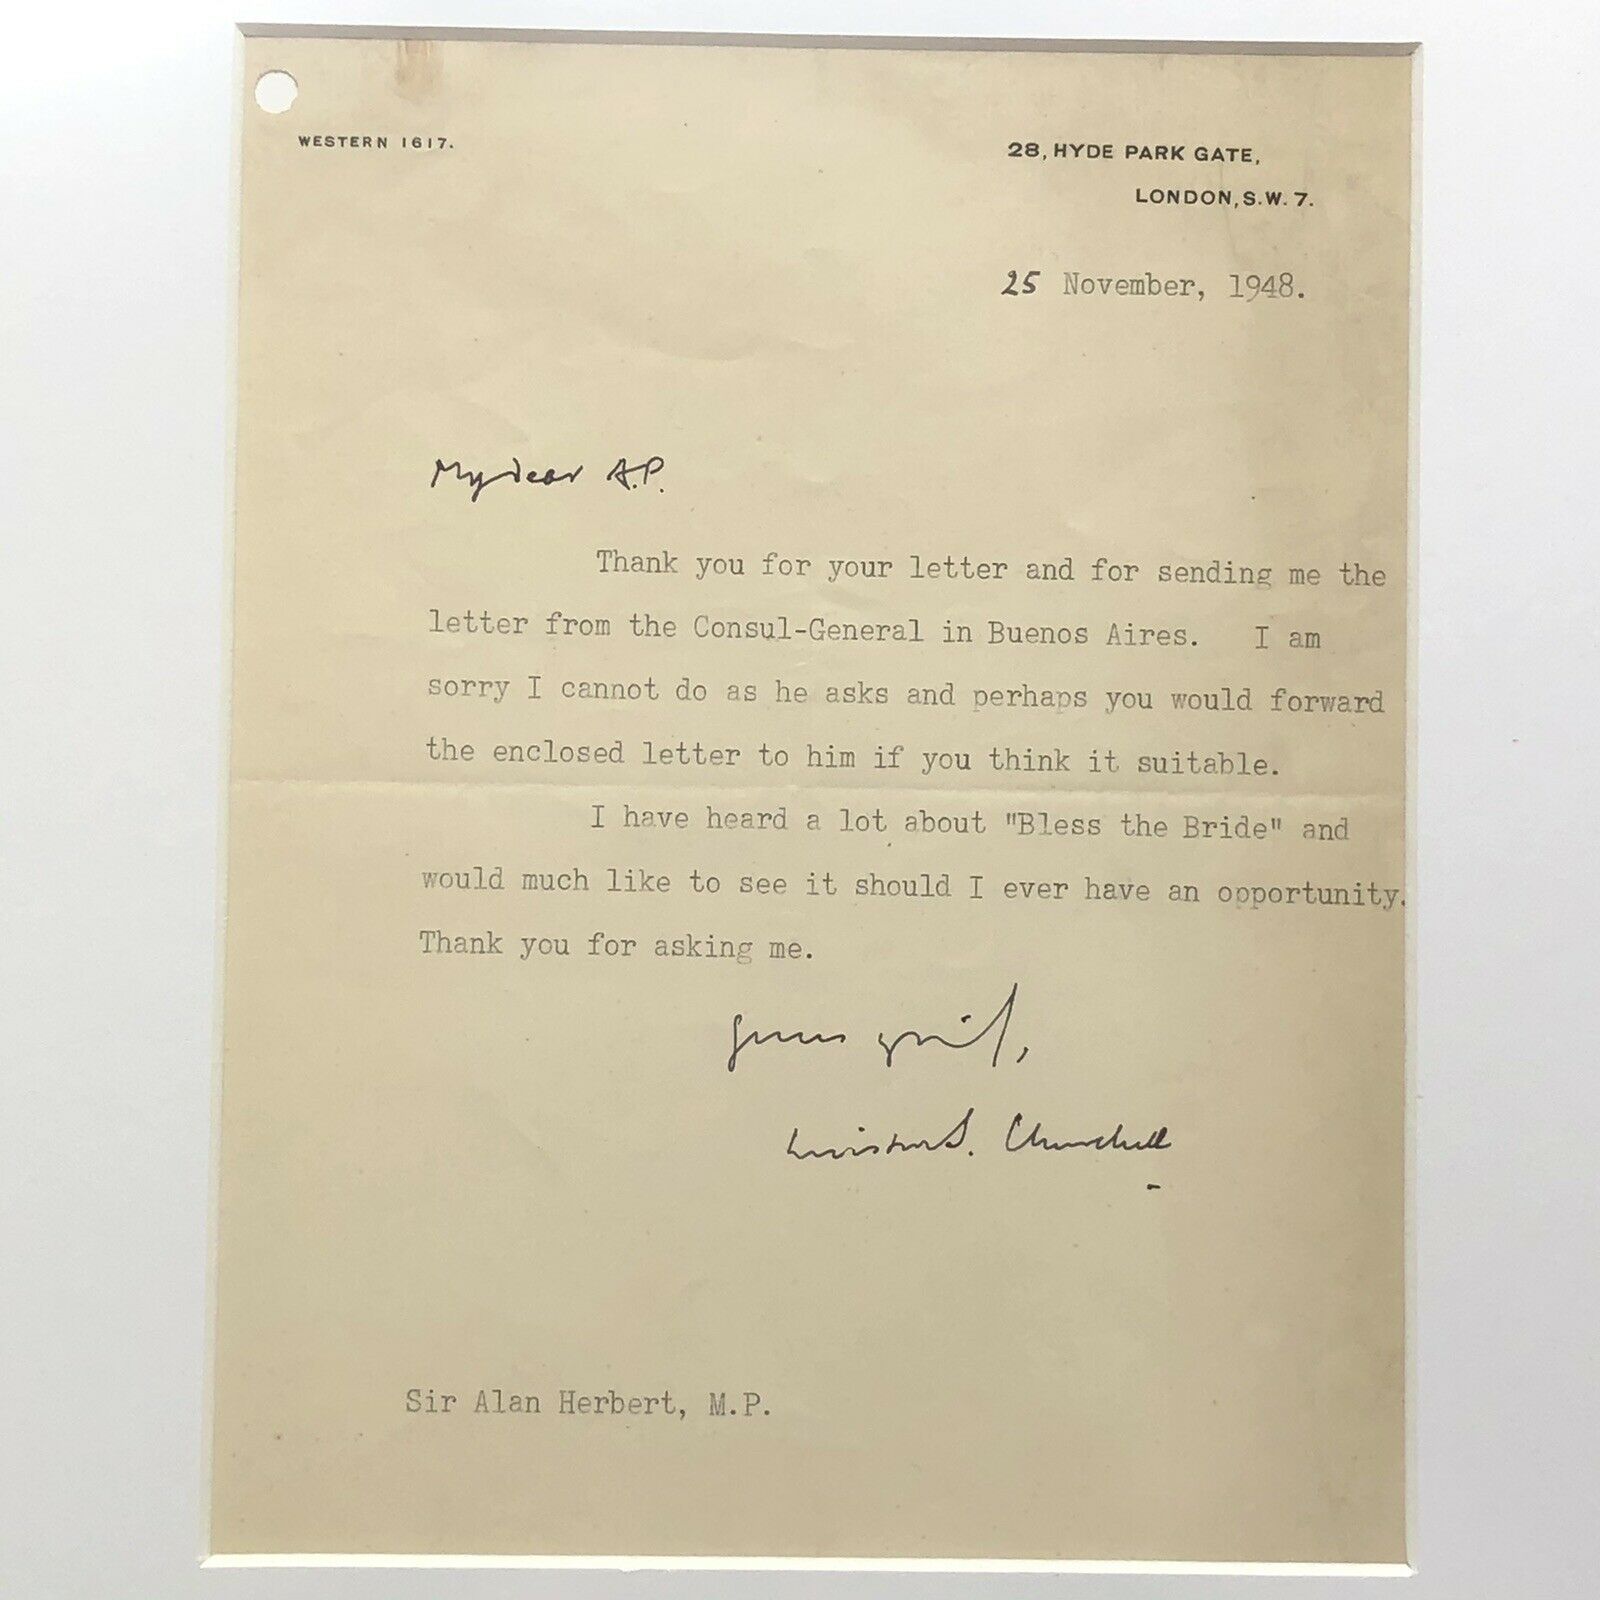 WESTERN 1617.
28, HYDE PARK GATE,
LONDON, S.W. 7.
25 November, 1948.
My dear A.P.
Thank you for your letter and for sending me the
letter from the Consul-General in Buenos Aires. I am
sorry I cannot do as he asks and perhaps you would forward
the enclosed letter to him if you think it suitable.
I have heard a lot about "Bless the Bride" and
would much like to see it should I ever have an opportunity.
Thank you for asking me.
Yours
Winston S. Churchill
Sir Alan Herbert, M.P.